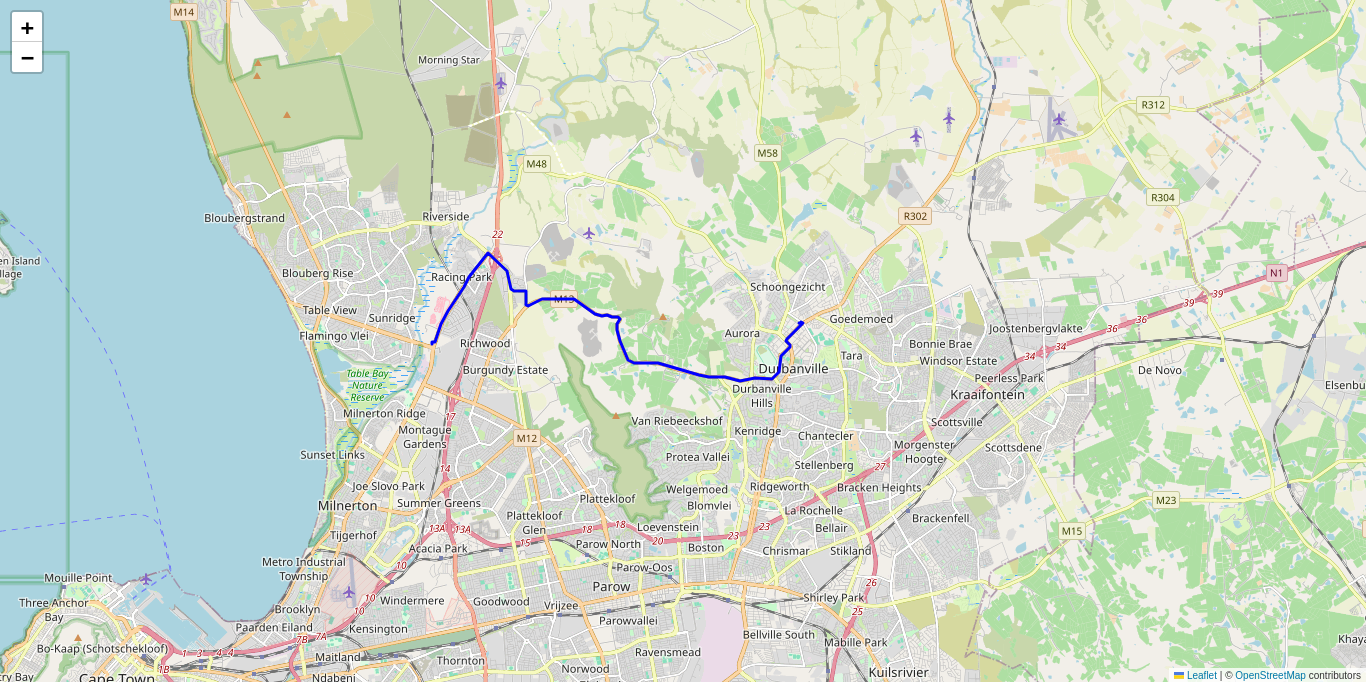 +
−
M14
Morning Star
R312
M48
M58
R304
Bloubergstrand
Riverside
R302
22
en Island
llage
Blouberg Rise
Racing Park
N1
Schoongezicht
39
39
M13
Table View
Sunridge
Goedemoed
Joostenbergvlakte
36
36
Flamingo Vlei
Richwood
Aurora
Bonnie Brae
34
34
Tara
Windsor Estate
Table Bay
Nature
Reserve
Burgundy Estate
Durbanville
Peerless Park
De Novo
Durbanville
Hills
Kraaifontein
Elsenbu
Milnerton Ridge
17
Van Riebeeckshof
Scottsville
Montague
Gardens
M12
Kenridge
Chantecler
Morgenster
Hoogte
Scottsdene
Sunset Links
14
Protea Vallei
Stellenberg
27
Joe Slovo Park
Welgemoed
Ridgeworth
Bracken Heights
Summer Greens
Plattekloof
Blomvlei
M23
Milnerton
Plattekloof
Glen
La Rochelle
Brackenfell
13A
13A
18
18
Loevenstein
23
Bellair
M15
Tijgerhof
15
Parow North
20
23
Acacia Park
Boston
Chrismar
Stikland
Metro Industrial
Township
10
Parow-Oos
Mouille Point
Parow
26
Three Anchor
Bay
Brooklyn
10
10
Windermere
Goodwood
Vrijzee
Shirley Park
25
Paarden Eiland
Kensington
Parowvallei
7B
7A
Bellville South
Mabille Park
Khaya
Bo-Kaap (Schotschekloof)
1
3
4
4
Maitland
Thornton
Ravensmead
1B
Norwood
Kuilsrivier
ry Bay
Cape Town
Ndabeni
Leaflet | © OpenStreetMap contributors